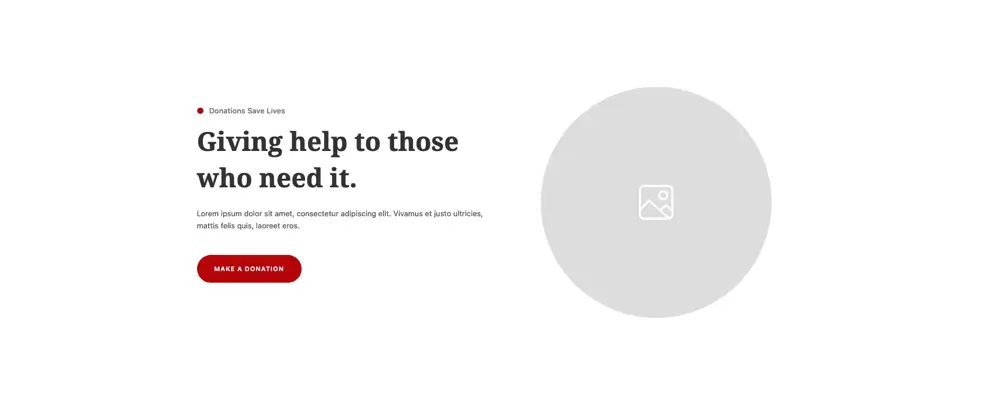 Donations Save Lives
Giving help to those
who need it.
Lorem ipsum dolor sit amet, consectetur adipiscing elit. Vivamus et justo ultricies,
mattis felis quis, laoreet eros.
MAKE A DONATION